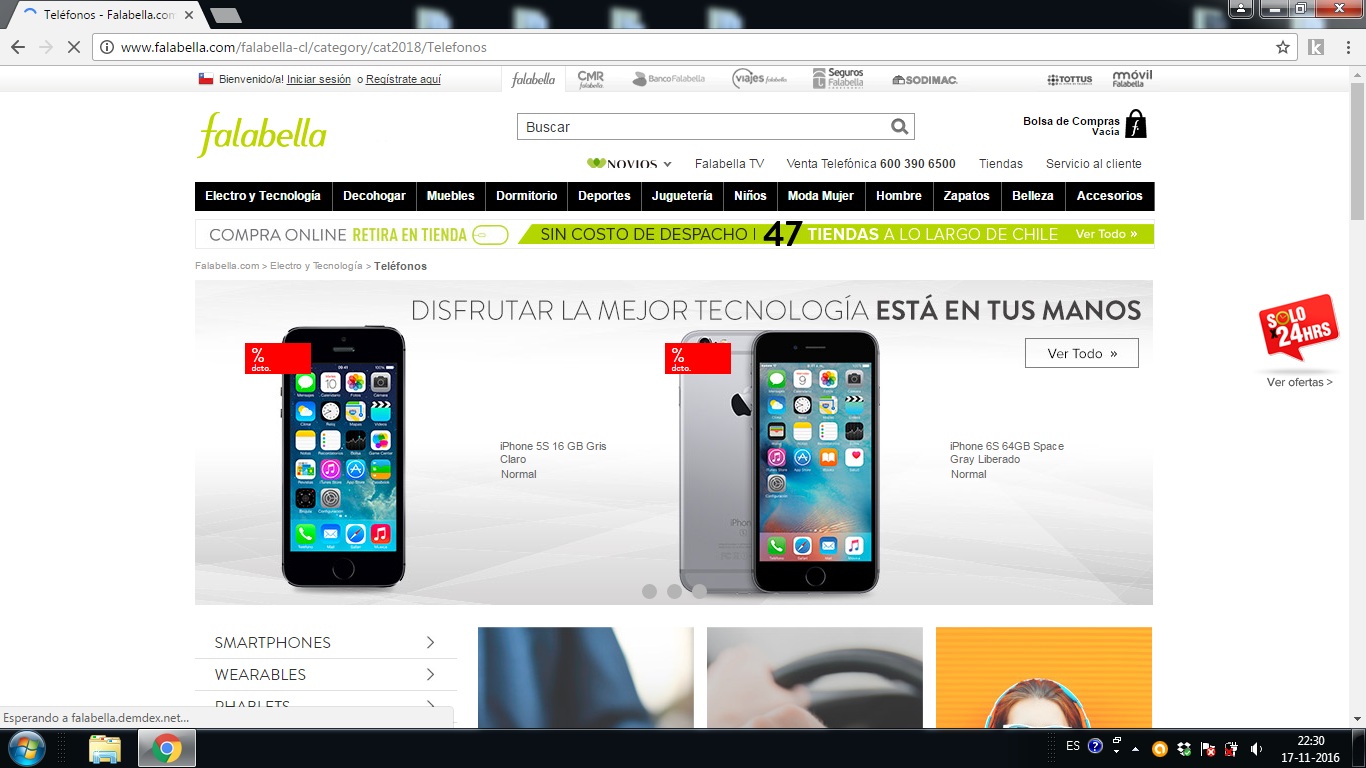 Teléfonos - Falabella.com
www.falabella.com/falabella-cl/category/cat2018/Telefonos
Bienvenido/a! Iniciar sesión o Regístrate aquí
falabella
CMR falabella.
BancoFalabella
viajes falabella.
Seguros Falabella
SODIMAC.
TOTTUS
móvil Falabella
falabella
Buscar
Bolsa de Compras
Vacía
NOVIOS
Falabella TV
Venta Telefónica 600 390 6500
Tiendas
Servicio al cliente
Electro y Tecnología
Decohogar
Muebles
Dormitorio
Deportes
Juguetería
Niños
Moda Mujer
Hombre
Zapatos
Belleza
Accesorios
COMPRA ONLINE RETIRA EN TIENDA
SIN COSTO DE DESPACHO 47 TIENDAS A LO LARGO DE CHILE Ver Todo »
Falabella.com > Electro y Tecnología > Teléfonos
DISFRUTAR LA MEJOR TECNOLOGÍA ESTÁ EN TUS MANOS
Ver Todo »
%
dcto.
iPhone 5S 16 GB Gris
Claro
Normal
%
dcto.
iPhone 6S 64GB Space
Gray Liberado
Normal
SOLO
24HRS
Ver ofertas >
SMARTPHONES
WEARABLES
PHABLETS
Esperando a falabella.demdex.net...
ES
22:30
17-11-2016